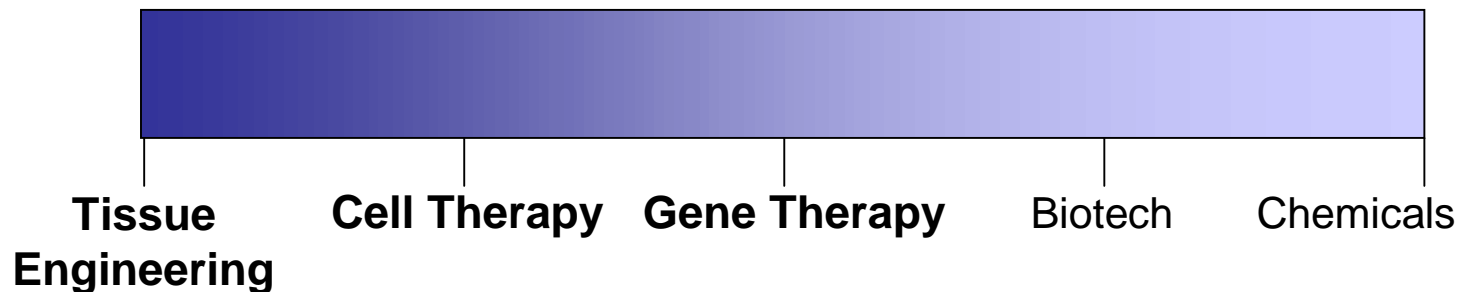 Tissue
Engineering
Cell Therapy
Gene Therapy
Biotech
Chemicals